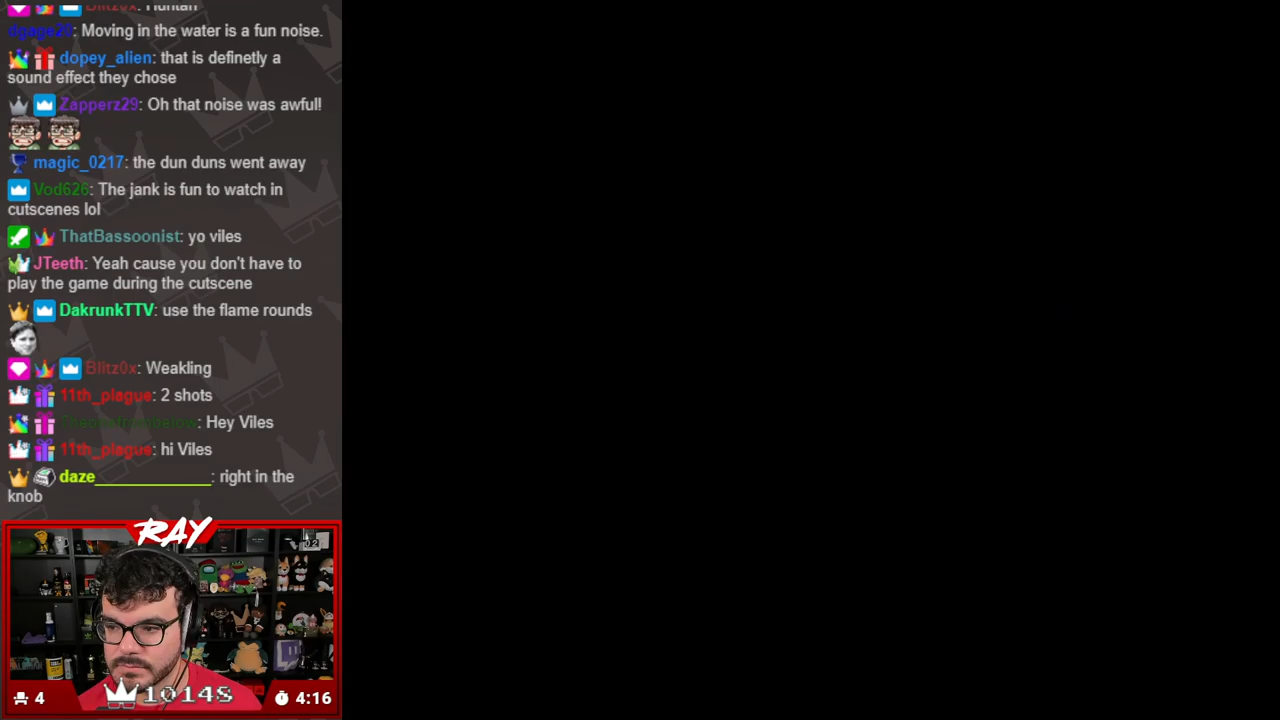 Blitz0x: Huntah
dgage20: Moving in the water is a fun noise.
dopey_alien: that is definetly a
sound effect they chose
Zapperz29: Oh that noise was awful!
magic_0217: the dun duns went away
Vod626: The jank is fun to watch in
cutscenes lol
ThatBassoonist: yo viles
JTeeth: Yeah cause you don't have to
play the game during the cutscene
DakrunkTTV: use the flame rounds
Blitz0x: Weakling
11th_plague: 2 shots
: Hey Viles
11th_plague: hi Viles
daze_____________: right in the
knob
RAY
4
10148
4:16